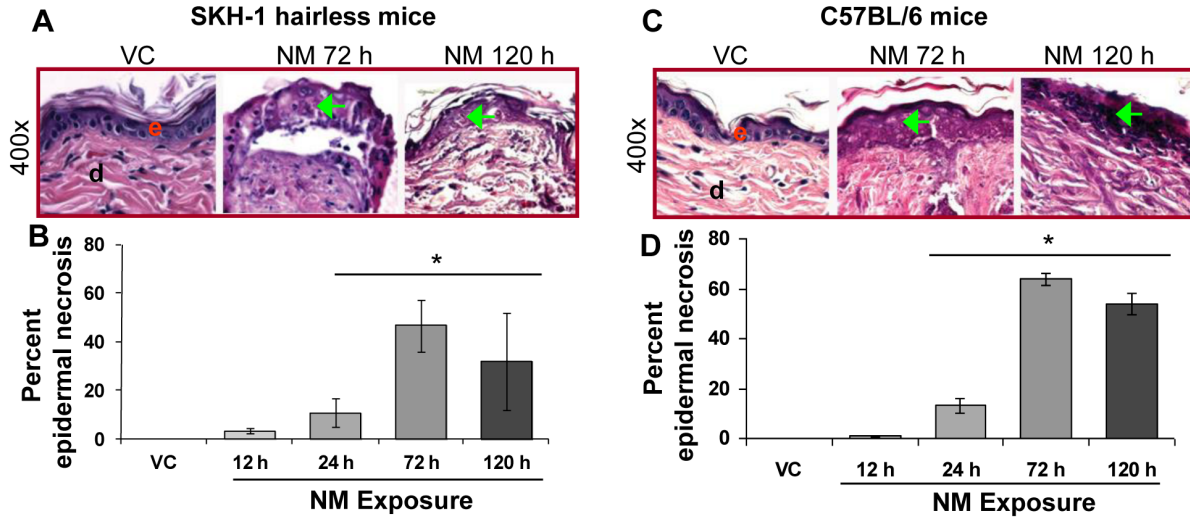 A
SKH-1 hairless mice
VC
NM 72 h
NM 120 h
400x
e
d
B
Percent
epidermal necrosis
80
60
40
20
0
*
VC
12 h
24 h
72 h
120 h
NM Exposure
C
C57BL/6 mice
VC
NM 72 h
NM 120 h
400x
e
d
D
Percent
epidermal necrosis
80
60
40
20
0
*
VC
12 h
24 h
72 h
120 h
NM Exposure